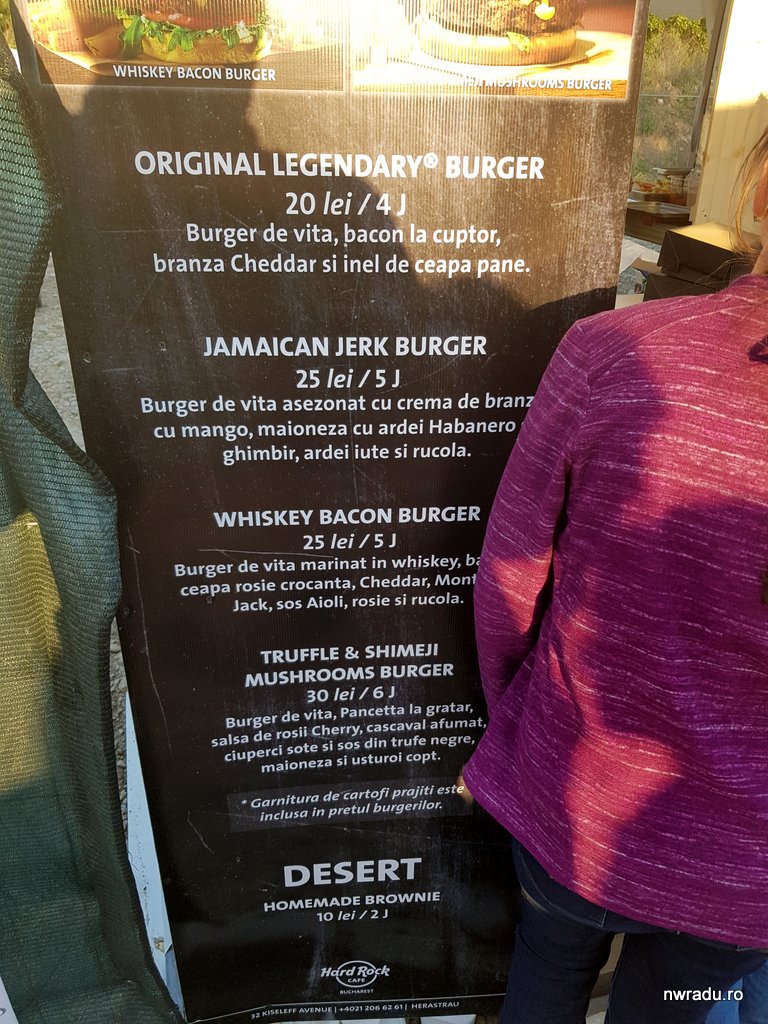 WHISKEY BACON BURGER
MUSHROOMS BURGER
ORIGINAL LEGENDARY® BURGER
20 lei / 4 J
Burger de vita, bacon la cuptor,
branza Cheddar si inel de ceapa pane.
JAMAICAN JERK BURGER
25 lei / 5 J
Burger de vita asezonat cu crema de branz
cu mango, maioneza cu ardei Habanero
ghimbir, ardei iute si rucola.
WHISKEY BACON BURGER
25 lei / 5 J
Burger de vita marinat in whiskey, ba
ceapa rosie crocanta, Cheddar, Mont
Jack, sos Aioli, rosie si rucola.
TRUFFLE & SHIMEJI
MUSHROOMS BURGER
30 lei / 6 J
Burger de vita, Pancetta la gratar,
salsa de rosii Cherry, cascaval afumat,
ciuperci sote si sos din trufe negre,
maioneza si usturoi copt.
* Garnitura de cartofi prajiti este
inclusa in pretul burgerilor.
DESERT
HOMEMADE BROWNIE
10 lei / 2 J
Hard Rock
CAFE
BUCHAREST
32 KISELEFF AVENUE | +4021 206 62 61 | HERASTRAU
nwradu.ro